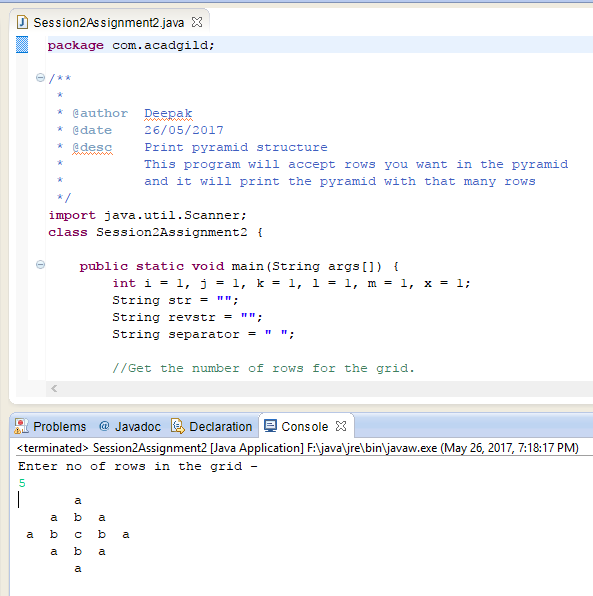 Session2Assignment2.java
package com.acadgild;
/**
 *
 * @author  Deepak
 * @date    26/05/2017
 * @desc    Print pyramid structure
 *          This program will accept rows you want in the pyramid
 *          and it will print the pyramid with that many rows
 */
import java.util.Scanner;
class Session2Assignment2 {
    public static void main(String args[]) {
        int i = 1, j = 1, k = 1, l = 1, m = 1, x = 1;
        String str = "";
        String revstr = "";
        String separator = " ";
        //Get the number of rows for the grid.
Problems @ Javadoc Declaration Console
<terminated> Session2Assignment2 [Java Application] F:\java\jre\bin\javaw.exe (May 26, 2017, 7:18:17 PM)
Enter no of rows in the grid -
5
      a
   a  b  a
a  b  c  b  a
   a  b  a
      a